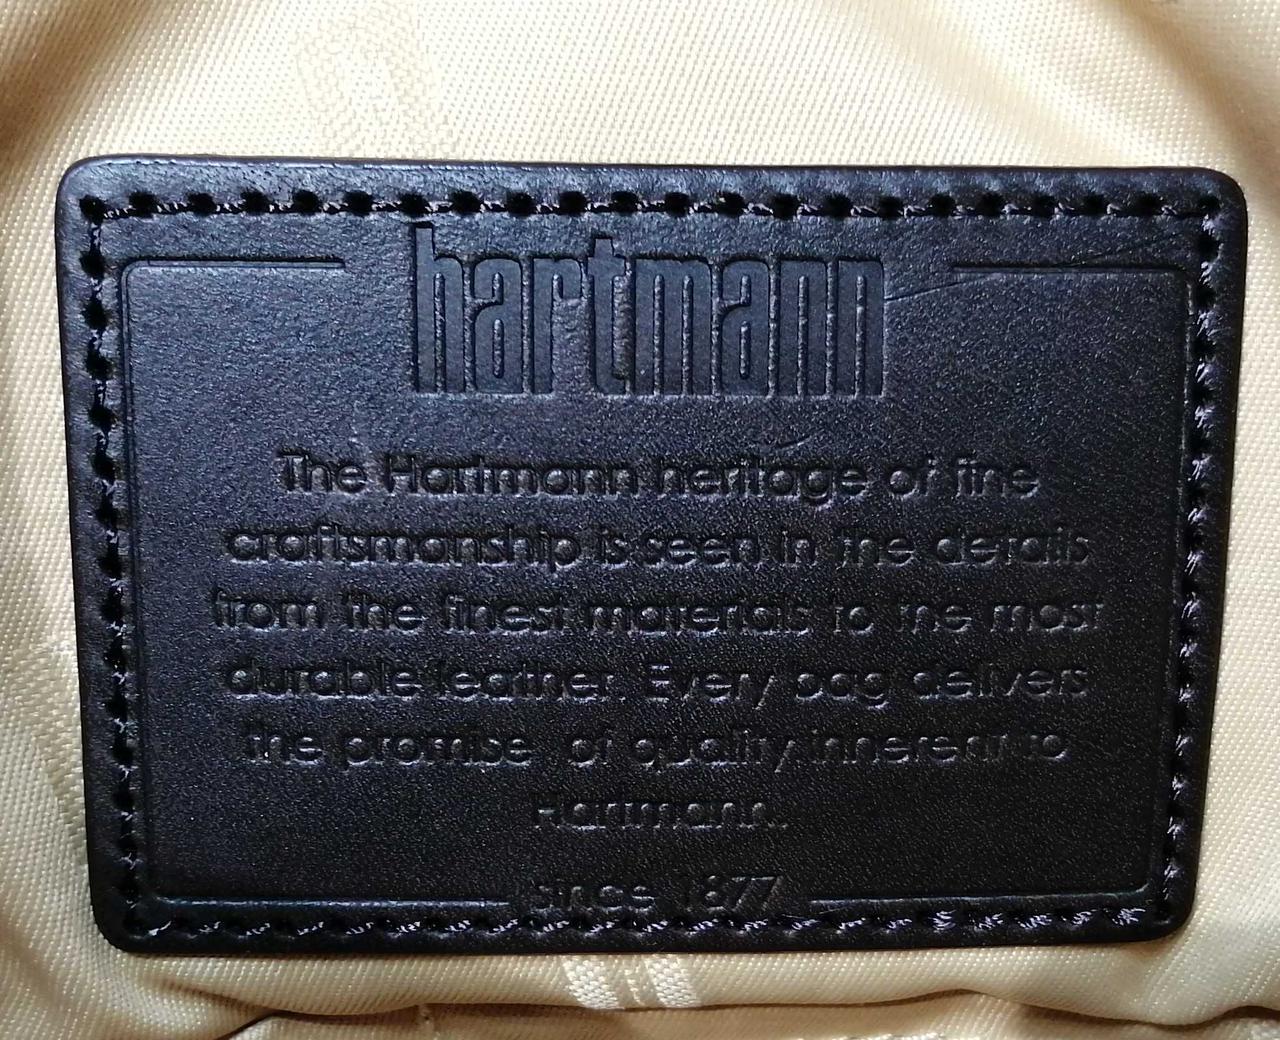 hartmann
The Hartmann heritage of fine
craftsmanship is seen in the details
from the finest materials to the most
durable leather. Every bag delivers
the promise of quality inherent to
Hartmann.
since 1877